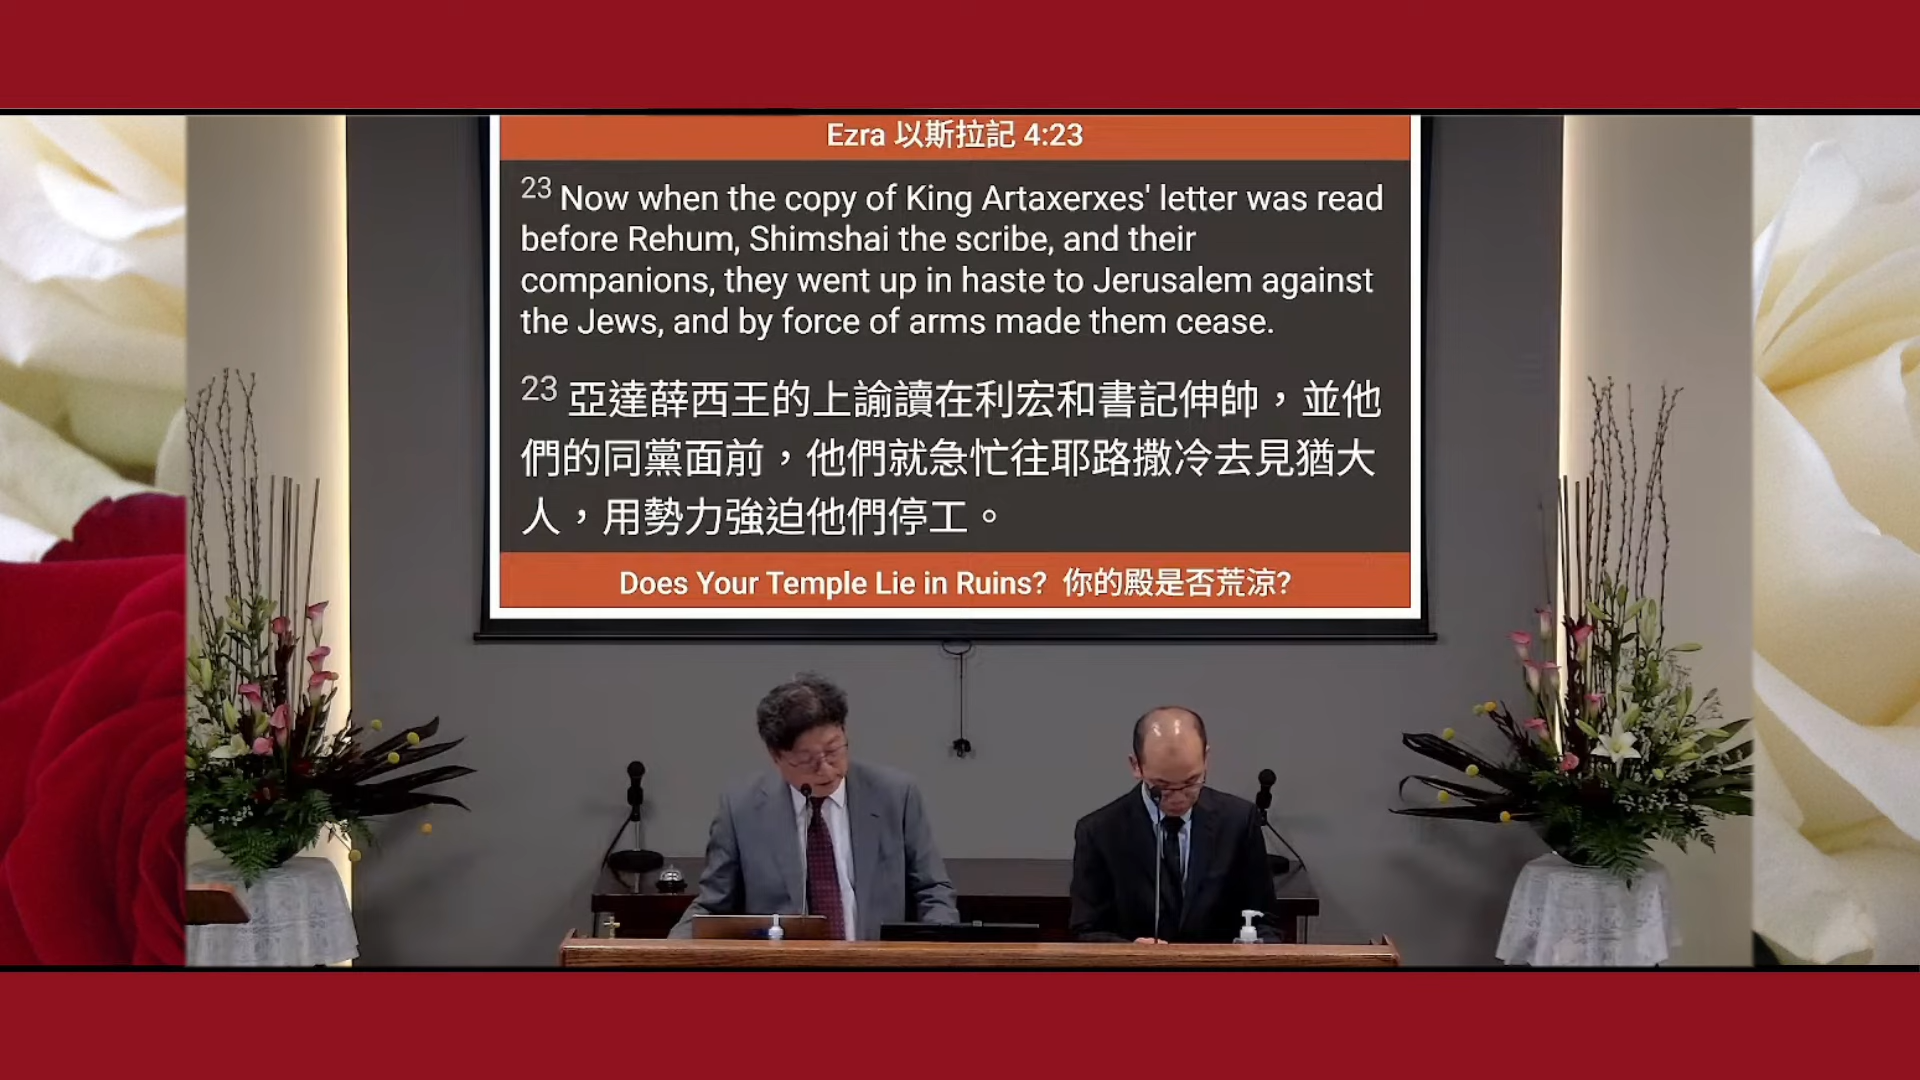 Ezra 以斯拉記 4:23
23 Now when the copy of King Artaxerxes' letter was read
before Rehum, Shimshai the scribe, and their
companions, they went up in haste to Jerusalem against
the Jews, and by force of arms made them cease.
23 亞達薛西王的上諭讀在利宏和書記伸帥，並他
們的同黨面前，他們就急忙往耶路撒冷去見猶大
人，用勢力強迫他們停工。
Does Your Temple Lie in Ruins? 你的殿是否荒涼?